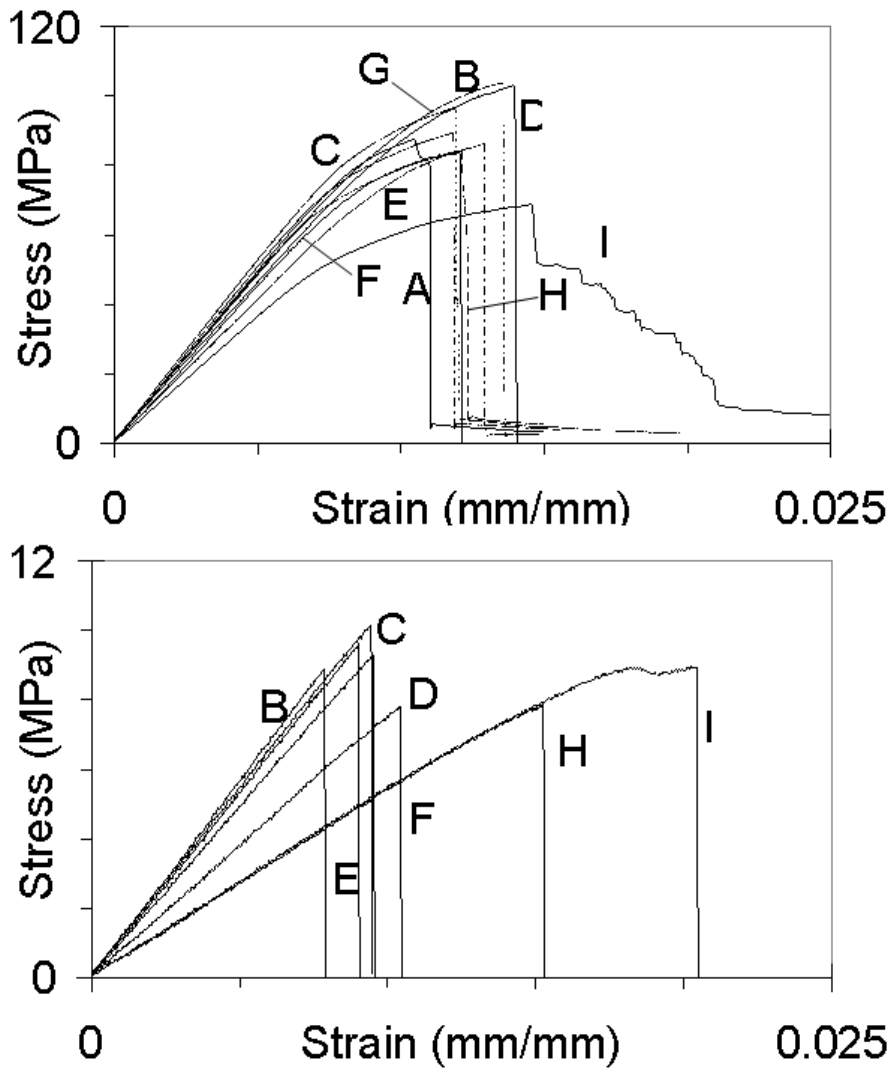 120
G
B
D
C
E
F
A
H
I
Stress (MPa)
0
0
Strain (mm/mm)
0.025
12
C
B
D
H
I
F
E
Stress (MPa)
0
0
Strain (mm/mm)
0.025